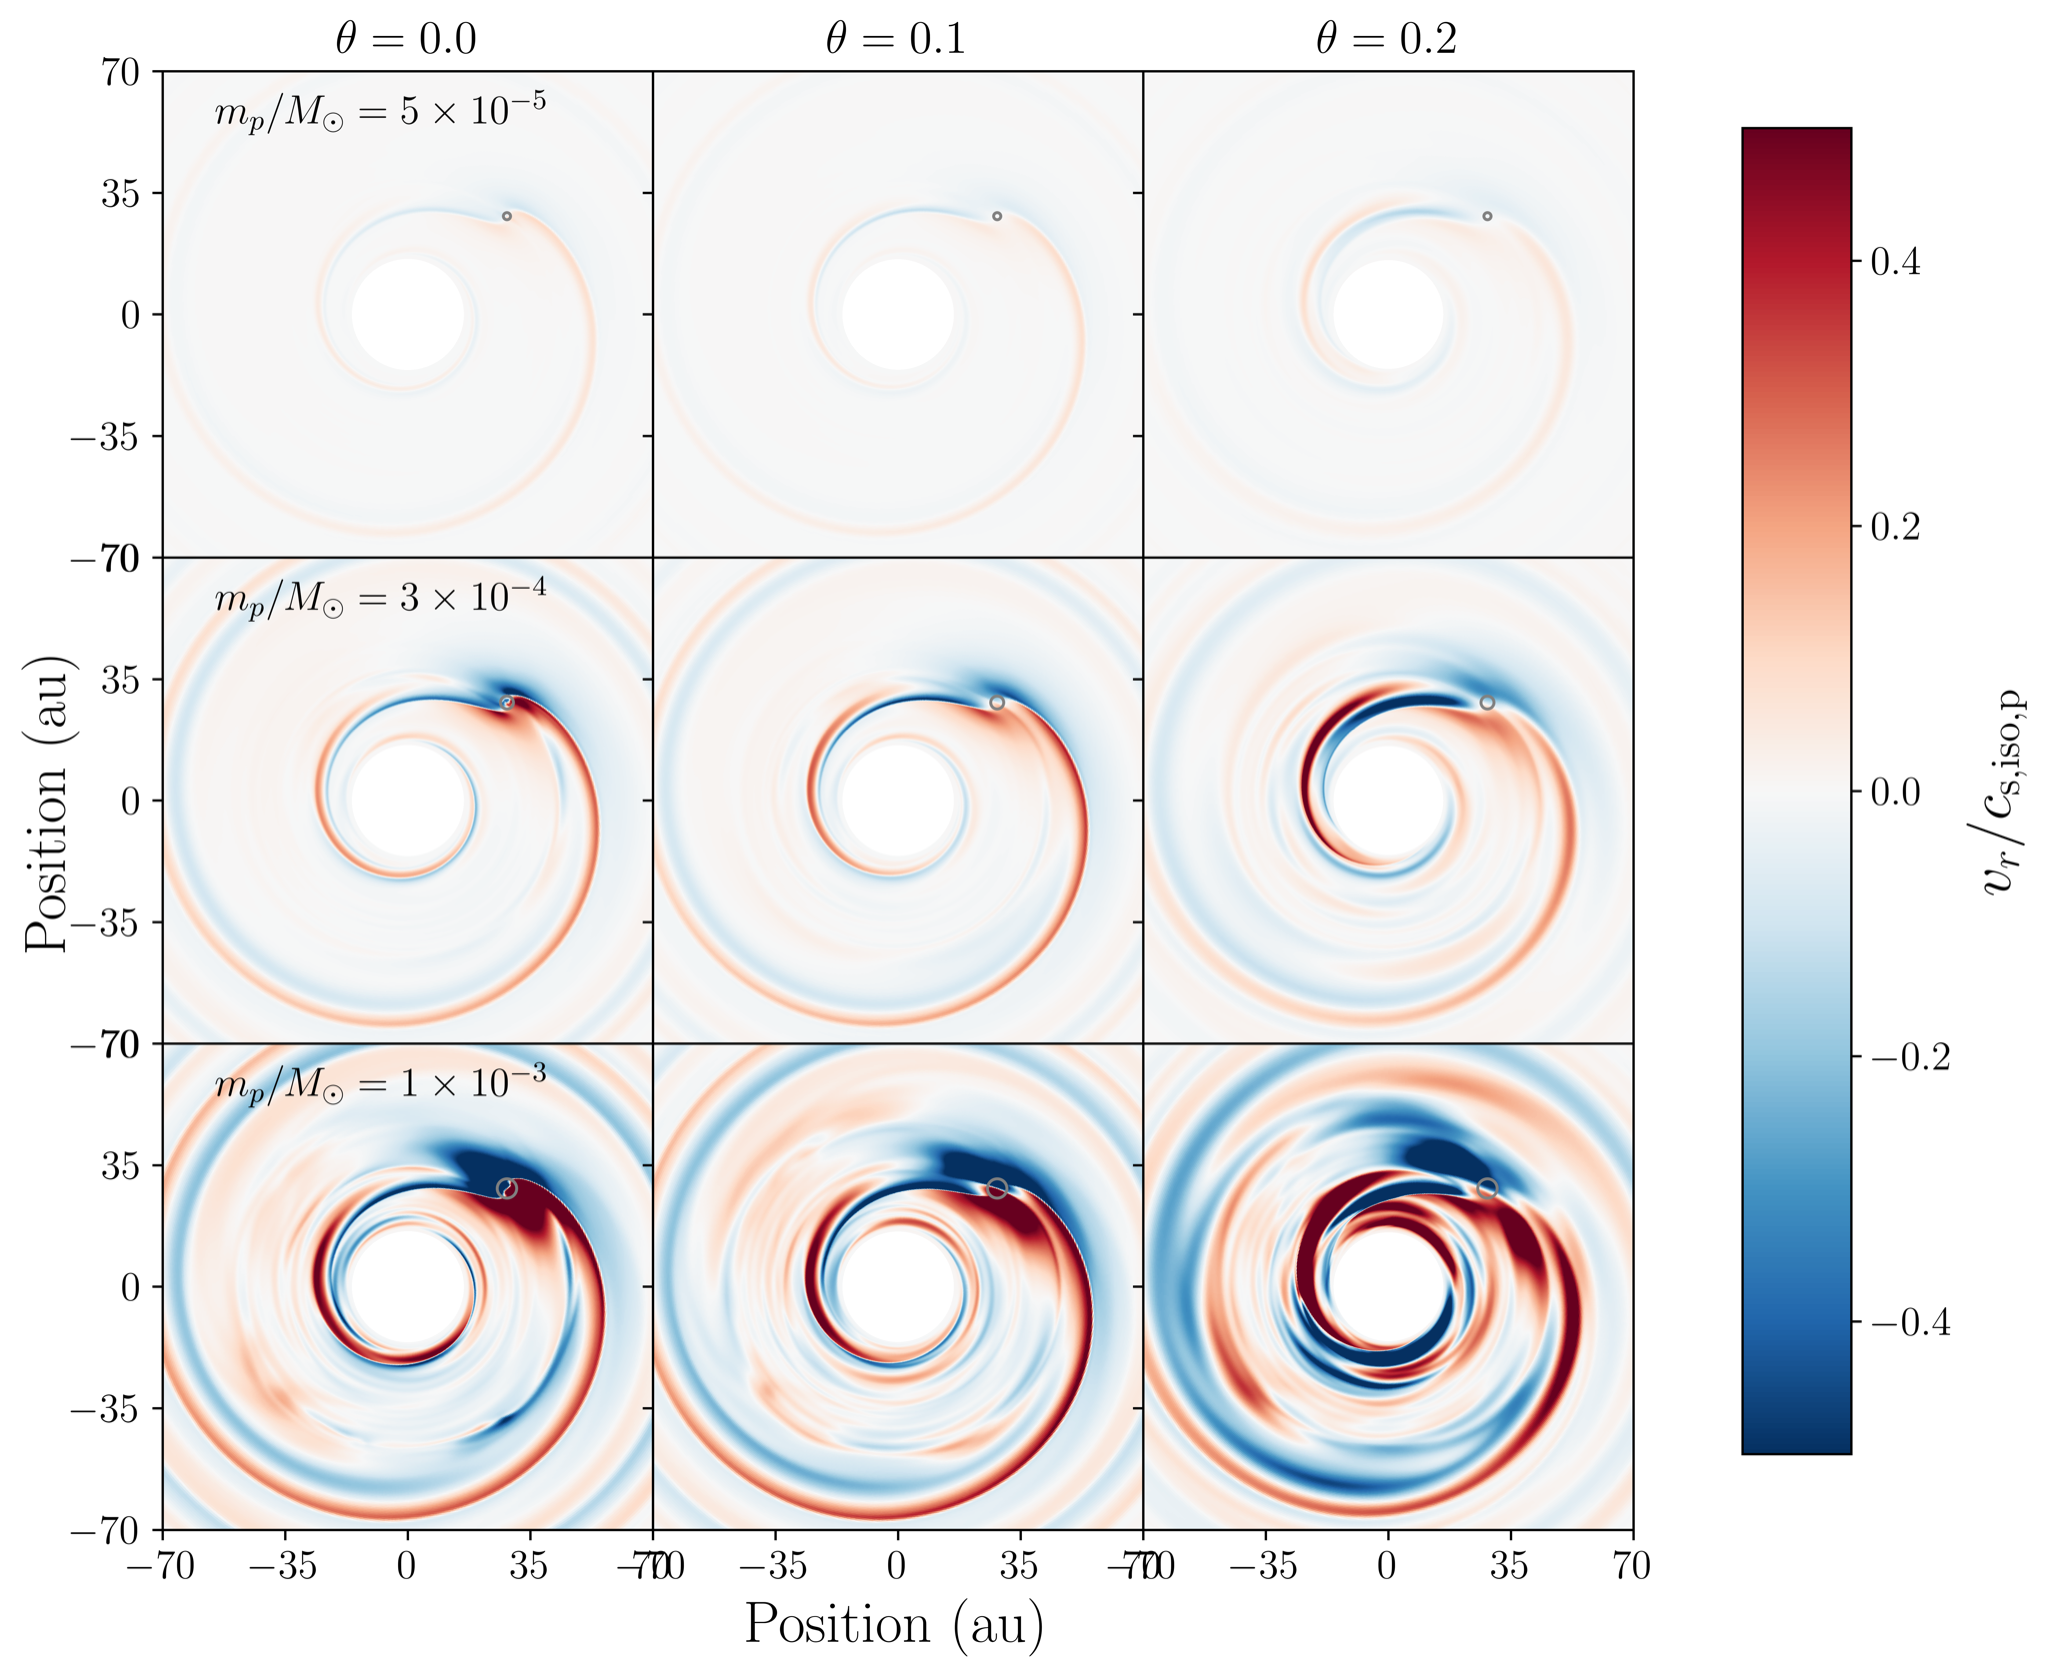 θ = 0.0 θ = 0.1 θ = 0.2
70
m_p/M_⊙ = 5 × 10⁻⁵
35
0
−35
−70
m_p/M_⊙ = 3 × 10⁻⁴
35
0
−35
−70
m_p/M_⊙ = 1 × 10⁻³
35
0
−35
−70
Position (au)
−70 −35 0 35 70 −70 −35 0 35 70 −70 −35 0 35 70
Position (au)
0.4
0.2
0.0
−0.2
−0.4
v_r/c_s,iso,p